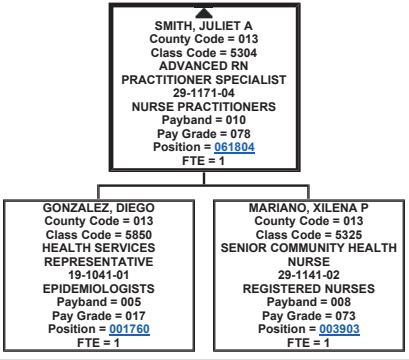 SMITH, JULIET A
County Code = 013
Class Code = 5304
ADVANCED RN
PRACTITIONER SPECIALIST
29-1171-04
NURSE PRACTITIONERS
Payband = 010
Pay Grade = 078
Position = 061804
FTE = 1
GONZALEZ, DIEGO
County Code = 013
Class Code = 5850
HEALTH SERVICES
REPRESENTATIVE
19-1041-01
EPIDEMIOLOGISTS
Payband = 005
Pay Grade = 017
Position = 001760
FTE = 1
MARIANO, XILENA P
County Code = 013
Class Code = 5325
SENIOR COMMUNITY HEALTH
NURSE
29-1141-02
REGISTERED NURSES
Payband = 008
Pay Grade = 073
Position = 003903
FTE = 1